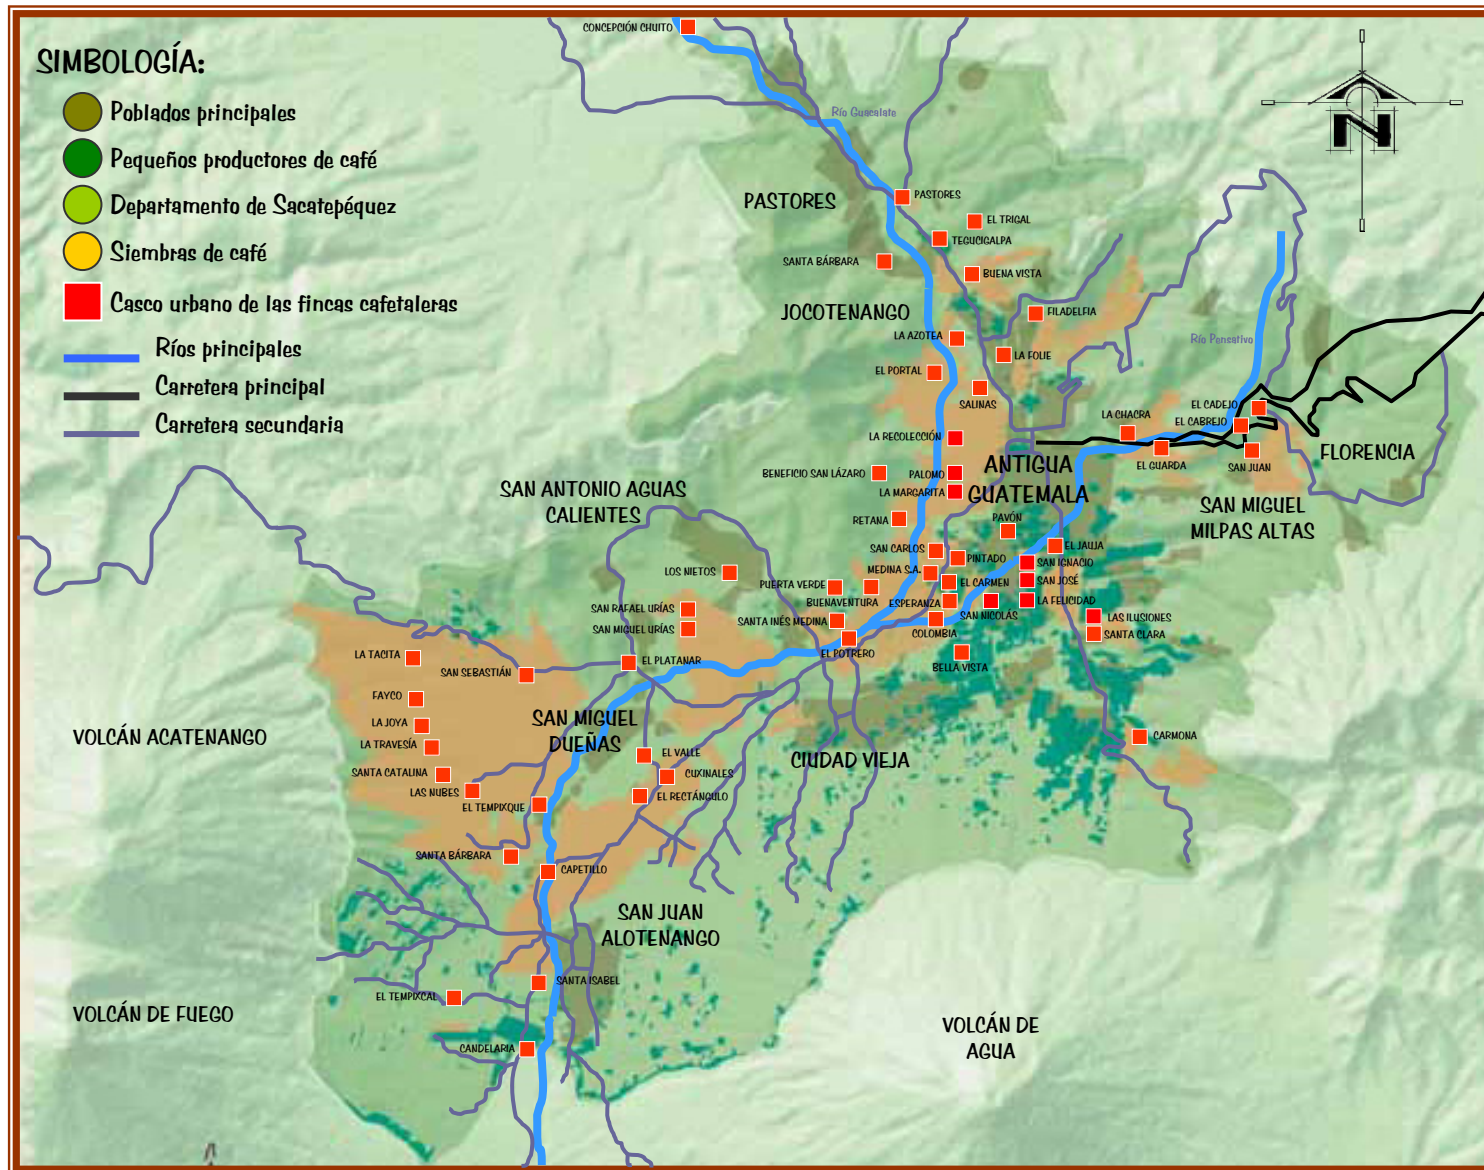 SIMBOLOGÍA:
Poblados principales
Pequeños productores de café
Departamento de Sacatepéquez
Siembras de café
Casco urbano de las fincas cafetaleras
Ríos principales
Carretera principal
Carretera secundaria
CONCEPCIÓN CHUITO
N
Río Guacalate
PASTORES
PASTORES
EL TRIGAL
TEGUCIGALPA
SANTA BÁRBARA
BUENA VISTA
JOCOTENANGO
FILADELFIA
LA AZOTEA
Río Pensativo
LA FOLIE
EL PORTAL
SALINAS
EL CADEJO
LA CHACRA
EL CABREJO
LA RECOLECCIÓN
EL GUARDA
SAN JUAN
FLORENCIA
BENEFICIO SAN LÁZARO
PALOMO
ANTIGUA
GUATEMALA
LA MARGARITA
SAN ANTONIO AGUAS
CALIENTES
SAN MIGUEL
MILPAS ALTAS
RETANA
PAVÓN
SAN CARLOS
PINTADO
EL JAUJA
SAN IGNACIO
LOS NIETOS
MEDINA S.A.
EL CARMEN
SAN JOSÉ
PUERTA VERDE
BUENAVENTURA
ESPERANZA
SAN NICOLÁS
LA FELICIDAD
SAN RAFAEL URÍAS
SANTA INÉS MEDINA
COLOMBIA
LAS ILUSIONES
SAN MIGUEL URÍAS
SANTA CLARA
EL POTRERO
BELLA VISTA
LA TACITA
SAN SEBASTIÁN
EL PLATANAR
FAYCO
LA JOYA
SAN MIGUEL
DUEÑAS
VOLCÁN ACATENANGO
LA TRAVESÍA
EL VALLE
CIUDAD VIEJA
CARMONA
SANTA CATALINA
CUXINALES
LAS NUBES
EL RECTÁNGULO
EL TEMPIXQUE
SANTA BÁRBARA
CAPETILLO
SAN JUAN
ALOTENANGO
SANTA ISABEL
EL TEMPIXCAL
VOLCÁN DE FUEGO
VOLCÁN DE
AGUA
CANDELARIA